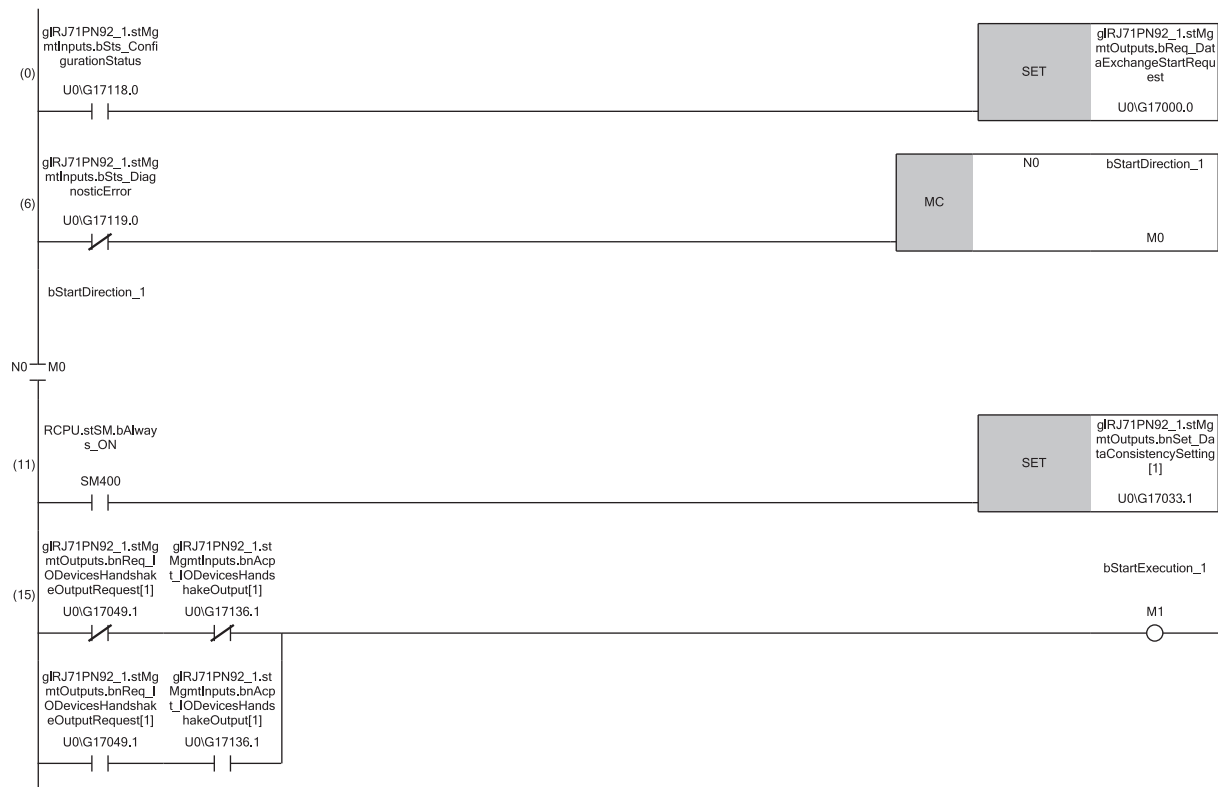 gIRJ71PN92_1.stMg
mtInputs.bSts_Confi
gurationStatus
gIRJ71PN92_1.stMg
mtOutputs.bReq_Dat
aExchangeStartRequ
est
(0)
SET
U0\G17118.0
U0\G17000.0
gIRJ71PN92_1.stMg
mtInputs.bSts_Diag
nosticError
N0
bStartDirection_1
(6)
MC
U0\G17119.0
M0
bStartDirection_1
N0
M0
RCPU.stSM.bAlway
s_ON
gIRJ71PN92_1.stMg
mtOutputs.bnSet_Da
taConsistencySetting
[1]
(11)
SET
SM400
U0\G17033.1
gIRJ71PN92_1.stMg
mtOutputs.bnReq_I
ODevicesHandshak
eOutputRequest[1]
gIRJ71PN92_1.st
MgmtInputs.bnAcp
t_IODevicesHands
hakeOutput[1]
bStartExecution_1
(15)
U0\G17049.1
U0\G17136.1
M1
gIRJ71PN92_1.stMg
mtOutputs.bnReq_I
ODevicesHandshak
eOutputRequest[1]
gIRJ71PN92_1.st
MgmtInputs.bnAcp
t_IODevicesHands
hakeOutput[1]
U0\G17049.1
U0\G17136.1